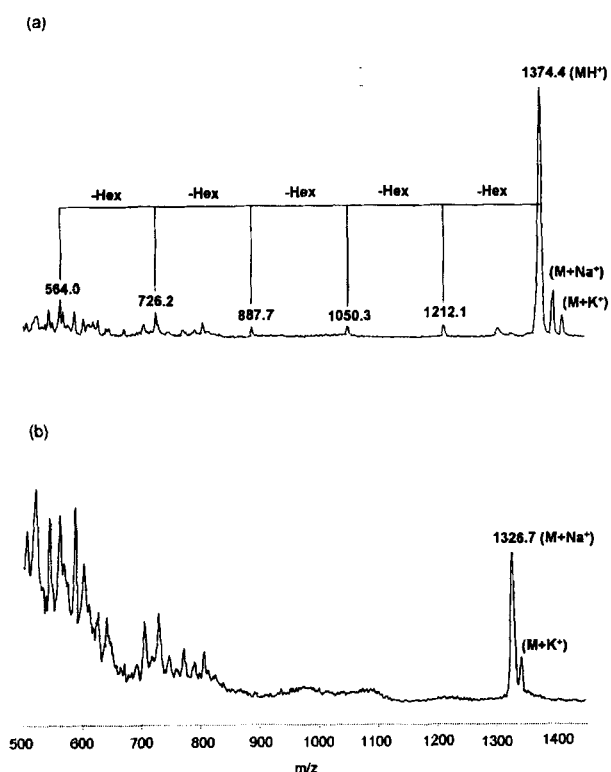 (a)
1374.4 (MH⁺)
-Hex -Hex -Hex -Hex -Hex
(M+Na⁺)
(M+K⁺)
564.0 726.2 887.7 1050.3 1212.1
(b)
1326.7 (M+Na⁺)
(M+K⁺)
500 600 700 800 900 1000 1100 1200 1300 1400
m/z